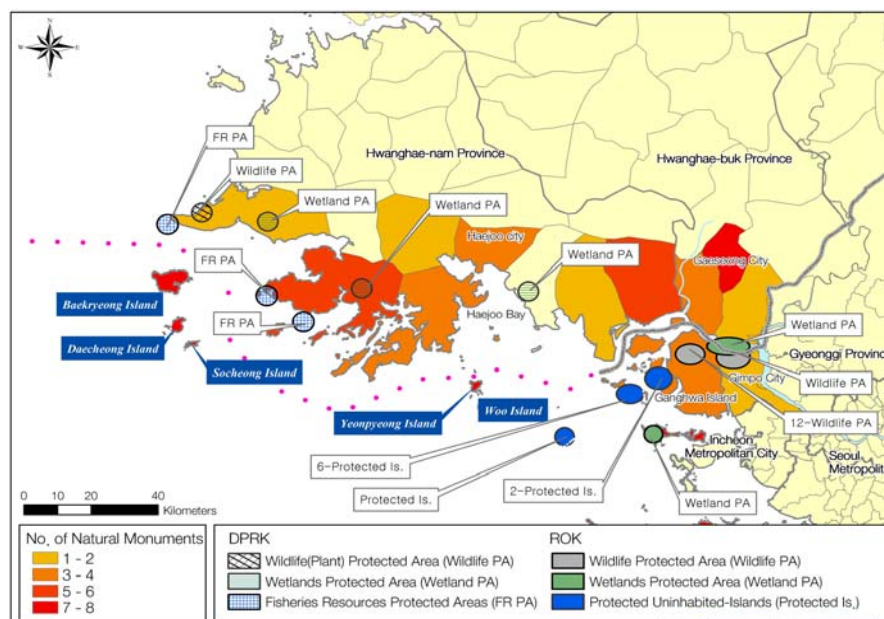 N
W
E
S
FR PA
Wildlife PA
Wetland PA
Hwanghae-nam Province
Hwanghae-buk Province
Wetland PA
Haejoo city
Wetland PA
Gaesoong City
FR PA
Baekryeong Island
Haejoo Bay
FR PA
Daecheong Island
Socheong Island
Wetland PA
Gyeonggi Province
Wildlife PA
Gimpo City
Ganghwa Island
12-Wildlife PA
Yeonpyeong Island
Woo Island
Incheon
Metropolitan City
Seoul
Metropolit
6-Protected Is.
Protected Is.
2-Protected Is.
Wetland PA
0
10
20
40
Kilometers
No. of Natural Monuments
1 - 2
3 - 4
5 - 6
7 - 8
DPRK
Wildlife(Plant) Protected Area (Wildlife PA)
Wetlands Protected Area (Wetland PA)
Fisheries Resources Protected Areas (FR PA)
ROK
Wildlife Protected Area (Wildlife PA)
Wetlands Protected Area (Wetland PA)
Protected Uninhabited-Islands (Protected Is.)